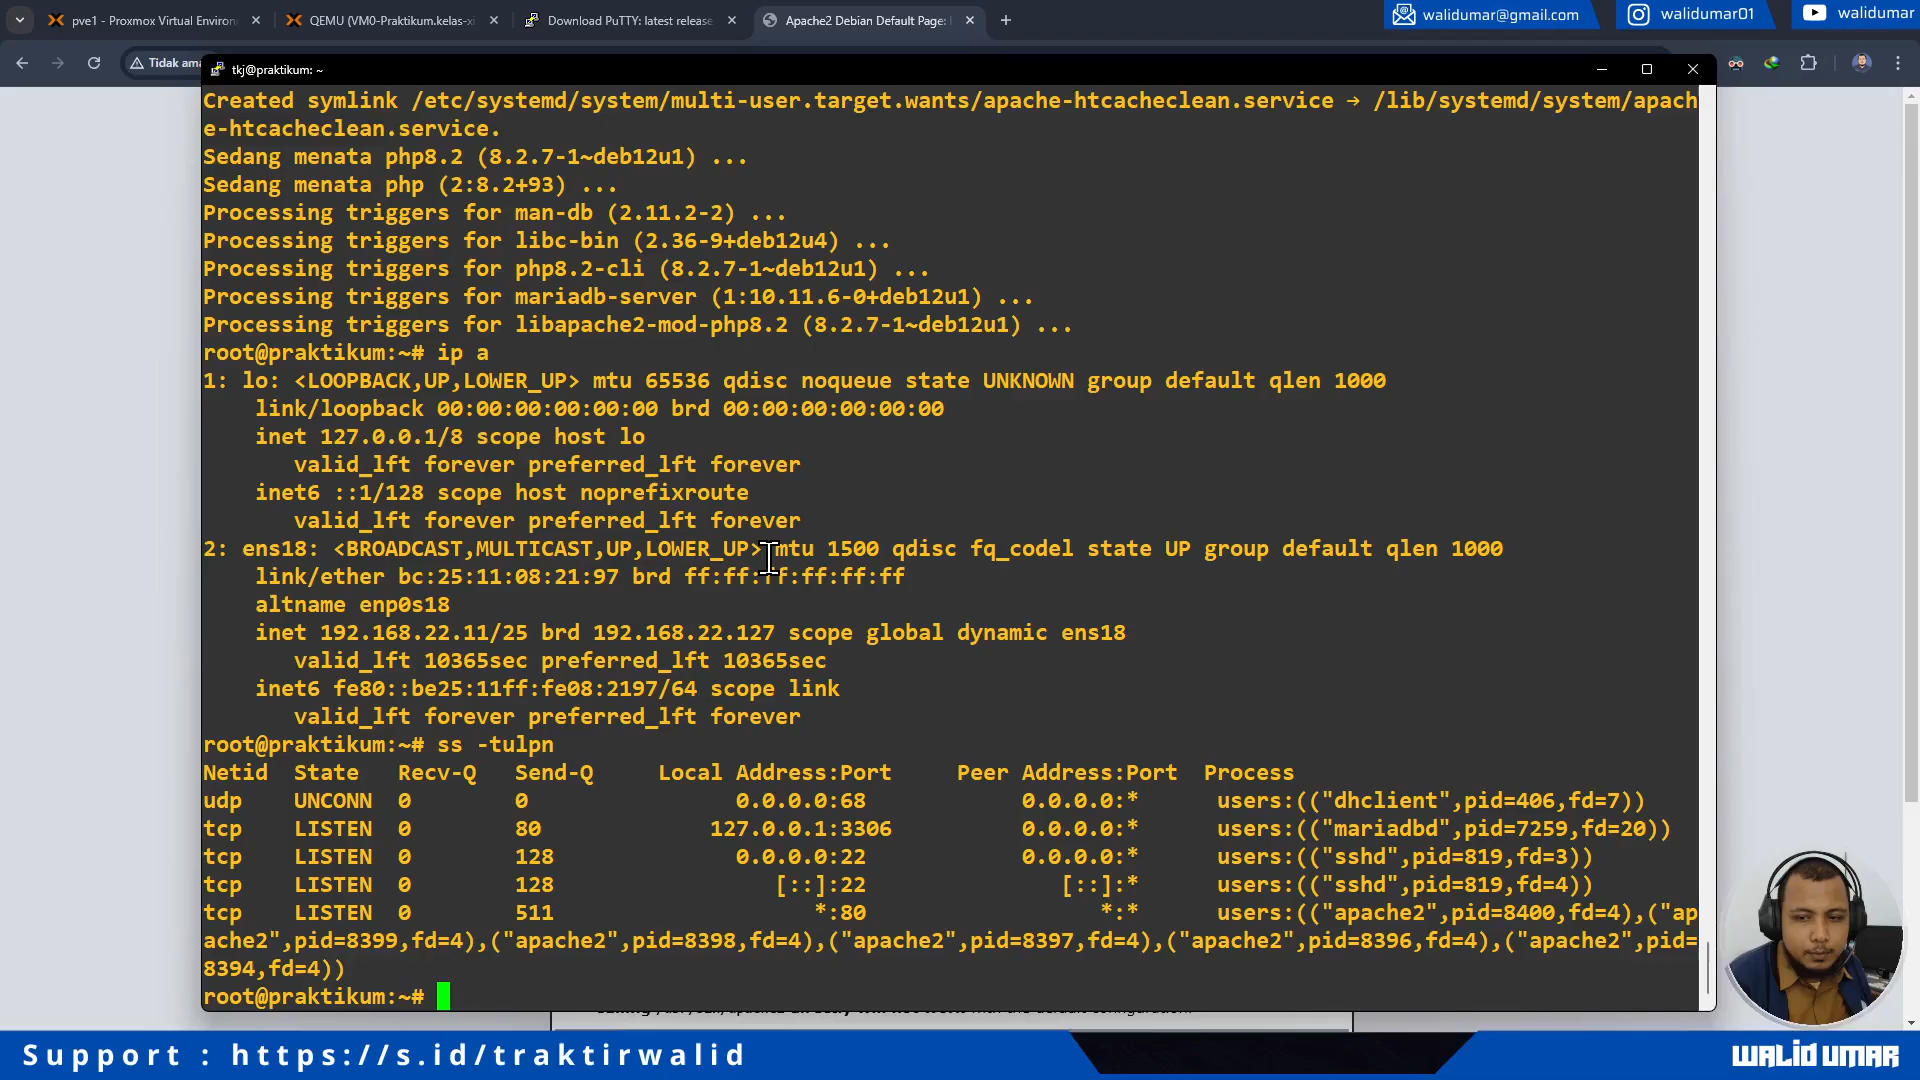 pve1 - Proxmox Virtual Environ
QEMU (VM0-Praktikum.kelas-xi
Download PuTTY: latest release
Apache2 Debian Default Page:
walidumar@gmail.com
walidumar01
walidumar
Tidak ama
tkj@praktikum: ~
Created symlink /etc/systemd/system/multi-user.target.wants/apache-htcacheclean.service → /lib/systemd/system/apach
e-htcacheclean.service.
Sedang menata php8.2 (8.2.7-1~deb12u1) ...
Sedang menata php (2:8.2+93) ...
Processing triggers for man-db (2.11.2-2) ...
Processing triggers for libc-bin (2.36-9+deb12u4) ...
Processing triggers for php8.2-cli (8.2.7-1~deb12u1) ...
Processing triggers for mariadb-server (1:10.11.6-0+deb12u1) ...
Processing triggers for libapache2-mod-php8.2 (8.2.7-1~deb12u1) ...
root@praktikum:~# ip a
1: lo: <LOOPBACK,UP,LOWER_UP> mtu 65536 qdisc noqueue state UNKNOWN group default qlen 1000
link/loopback 00:00:00:00:00:00 brd 00:00:00:00:00:00
inet 127.0.0.1/8 scope host lo
valid_lft forever preferred_lft forever
inet6 ::1/128 scope host noprefixroute
valid_lft forever preferred_lft forever
2: ens18: <BROADCAST,MULTICAST,UP,LOWER_UP> mtu 1500 qdisc fq_codel state UP group default qlen 1000
link/ether bc:25:11:08:21:97 brd ff:ff:ff:ff:ff:ff
altname enp0s18
inet 192.168.22.11/25 brd 192.168.22.127 scope global dynamic ens18
valid_lft 10365sec preferred_lft 10365sec
inet6 fe80::be25:11ff:fe08:2197/64 scope link
valid_lft forever preferred_lft forever
root@praktikum:~# ss -tulpn
Netid State Recv-Q Send-Q Local Address:Port Peer Address:Port Process
udp UNCONN 0 0 0.0.0.0:68 0.0.0.0:* users:(("dhclient",pid=406,fd=7))
tcp LISTEN 0 80 127.0.0.1:3306 0.0.0.0:* users:(("mariadbd",pid=7259,fd=20))
tcp LISTEN 0 128 0.0.0.0:22 0.0.0.0:* users:(("sshd",pid=819,fd=3))
tcp LISTEN 0 128 [::]:22 [::]:* users:(("sshd",pid=819,fd=4))
tcp LISTEN 0 511 *:80 *:* users:(("apache2",pid=8400,fd=4),("ap
ache2",pid=8399,fd=4),("apache2",pid=8398,fd=4),("apache2",pid=8397,fd=4),("apache2",pid=8396,fd=4),("apache2",pid=
8394,fd=4))
root@praktikum:~#
Support : https://s.id/traktirwalid
WALID UMAR